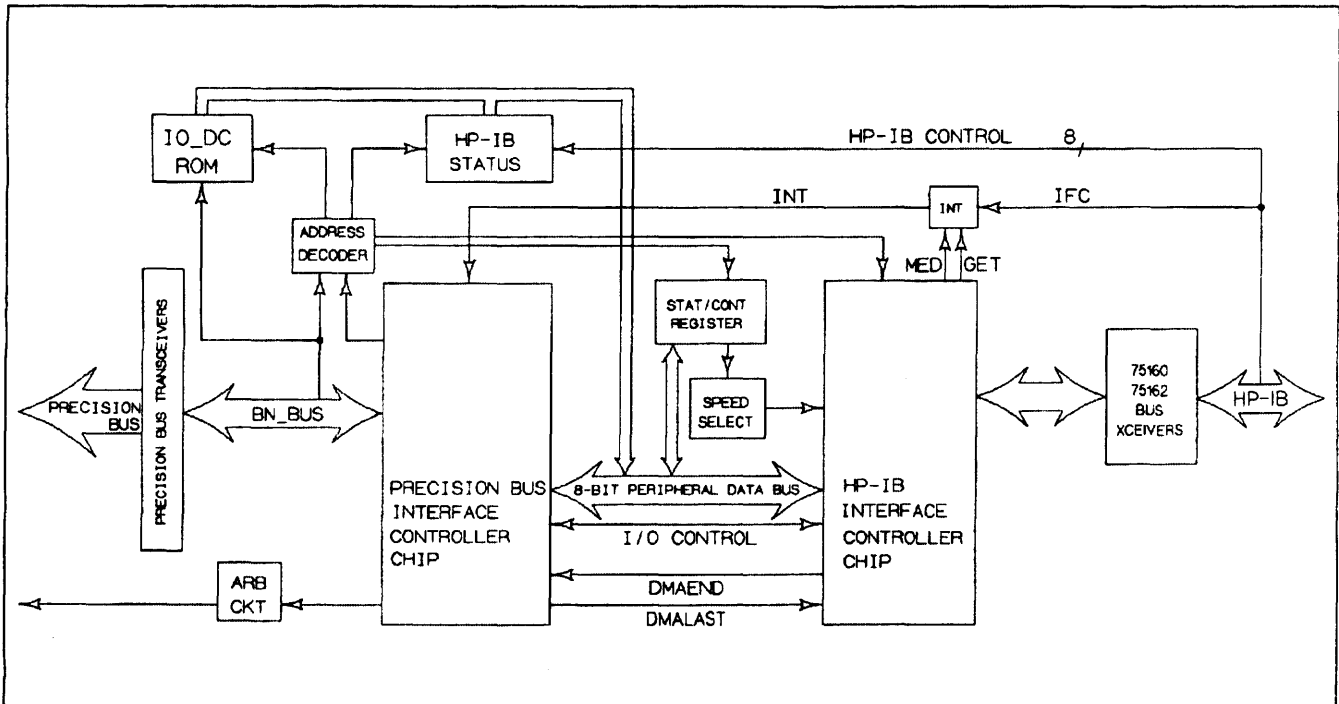 IO_DC
ROM
HP-IB
STATUS
HP-IB CONTROL 8
INT
INT
IFC
ADDRESS
DECODER
MED
GET
PRECISION BUS TRANSCEIVERS
STAT/CONT
REGISTER
PRECISION
BUS
BN_BUS
SPEED
SELECT
75160
75162
BUS
XCEIVERS
HP-IB
PRECISION BUS
INTERFACE
CONTROLLER
CHIP
8-BIT PERIPHERAL DATA BUS
HP-IB
INTERFACE
CONTROLLER
CHIP
I/O CONTROL
ARB
CKT
DMAEND
DMALAST